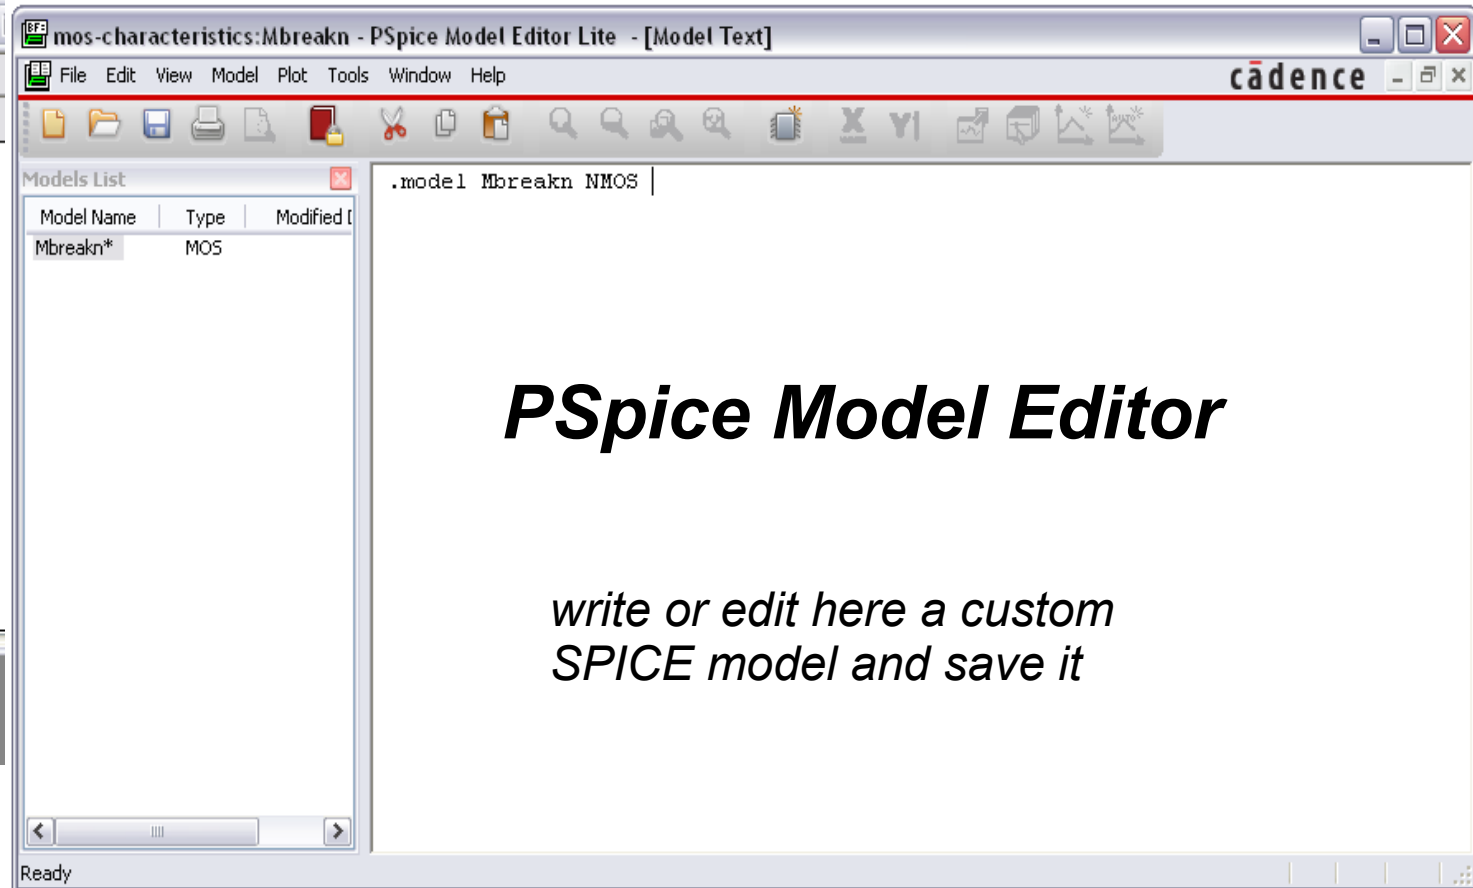 mos-characteristics:Mbreakn - PSpice Model Editor Lite - [Model Text]
File Edit View Model Plot Tools Window Help
cādence
Models List
Model Name Type Modified
Mbreakn* MOS
.model Mbreakn NMOS
PSpice Model Editor
write or edit here a custom
SPICE model and save it
Ready